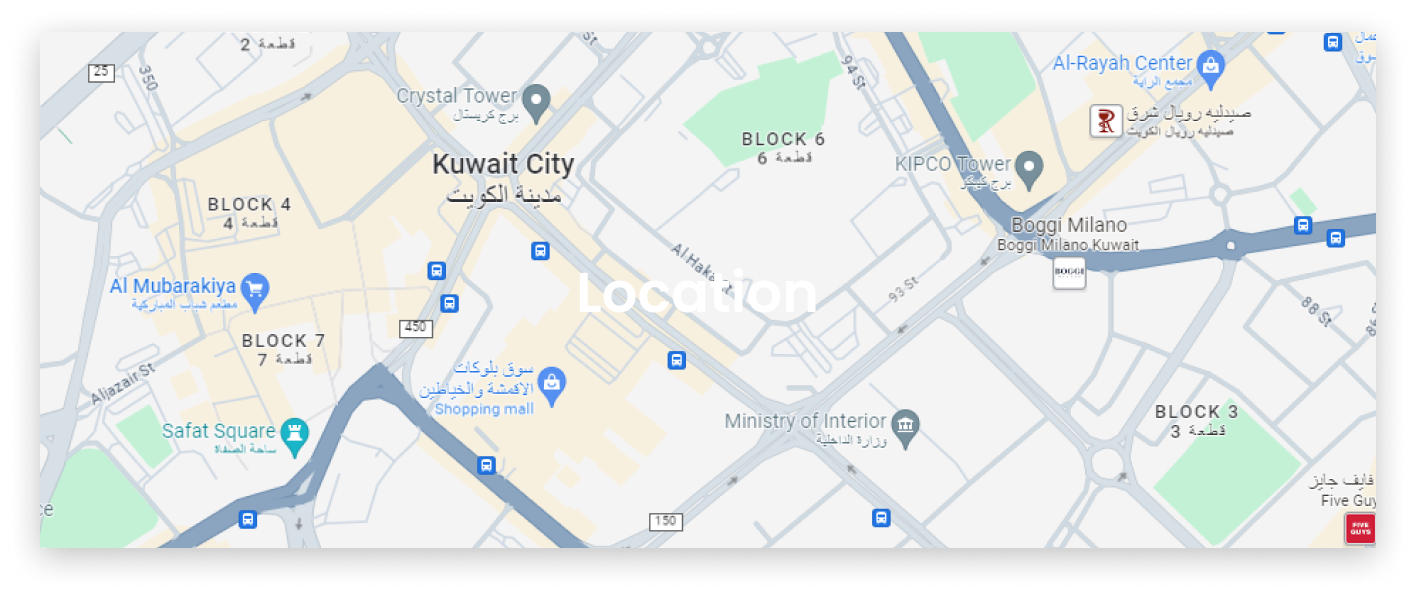 قطعة 2
25
350
St
94 St
Al-Rayah Center
مجمع الراية
Crystal Tower
برج كريستال
صيدليه رويال شرق
صيدليه رويال الكويت
BLOCK 6
قطعة 6
Kuwait City
مدينة الكويت
KIPCO Tower
برج كيبكو
BLOCK 4
قطعة 4
Boggi Milano
Boggi Milano Kuwait
BOGGI
Al Mubarakiya
مطعم شباب المباركية
Location
93 St
88 St
450
BLOCK 7
قطعة 7
Aljazair St
سوق بلوكات
الاقمشة والخياطين
Shopping mall
Ministry of Interior
وزارة الداخلية
BLOCK 3
قطعة 3
Safat Square
ساحة الصفاة
فايف جايز
Five Guy
FIVE
GUYS
150